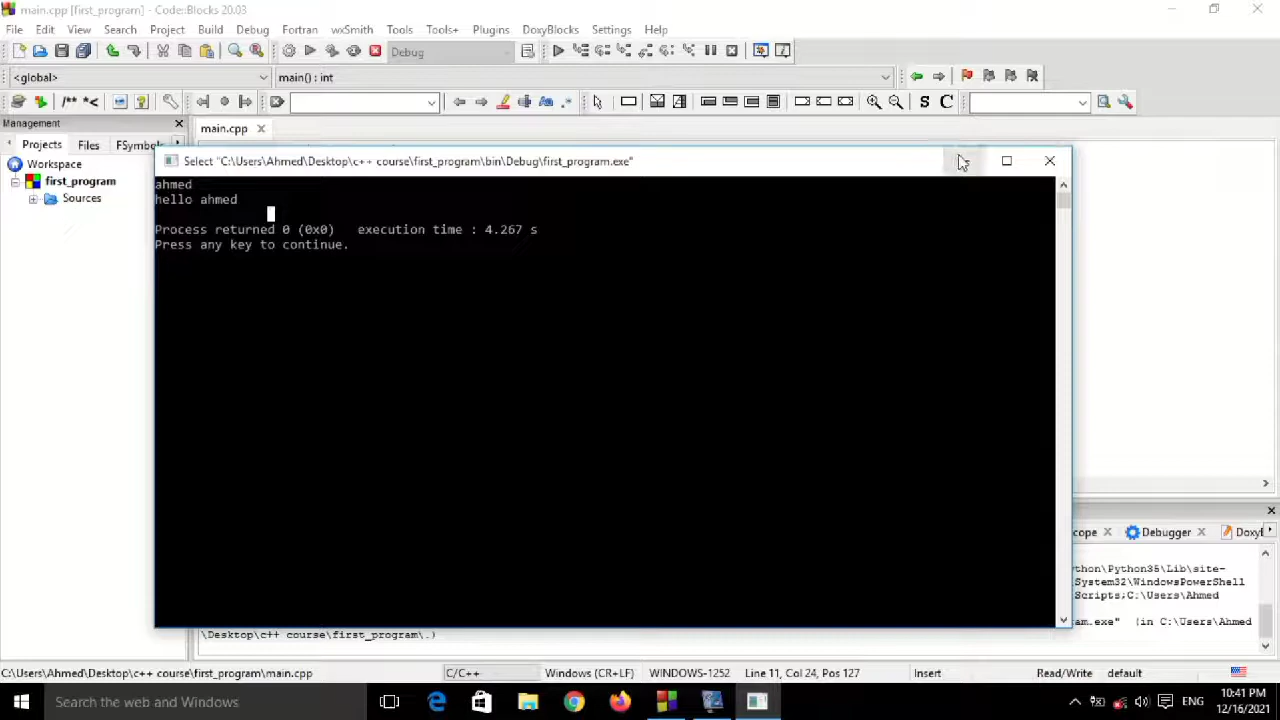 main.cpp [first_program] - Code::Blocks 20.03
File Edit View Search Project Build Debug Fortran wxSmith Tools Tools+ Plugins DoxyBlocks Settings Help
Debug
<global> main() : int
/** *< S C
Management
main.cpp
Projects Files FSymbols
Workspace
first_program
Sources
Select "C:\Users\Ahmed\Desktop\c++ course\first_program\bin\Debug\first_program.exe"
ahmed
hello ahmed
Process returned 0 (0x0) execution time : 4.267 s
Press any key to continue.
cope Debugger Doxy
ython\Python35\Lib\site-
System32\WindowsPowerShell
Scripts;C:\Users\Ahmed
ram.exe" (in C:\Users\Ahmed
\Desktop\c++ course\first_program\.)
C:\Users\Ahmed\Desktop\c++ course\first_program\main.cpp C/C++ Windows (CR+LF) WINDOWS-1252 Line 11, Col 24, Pos 127 Insert Read/Write default
Search the web and Windows
ENG
10:41 PM
12/16/2021